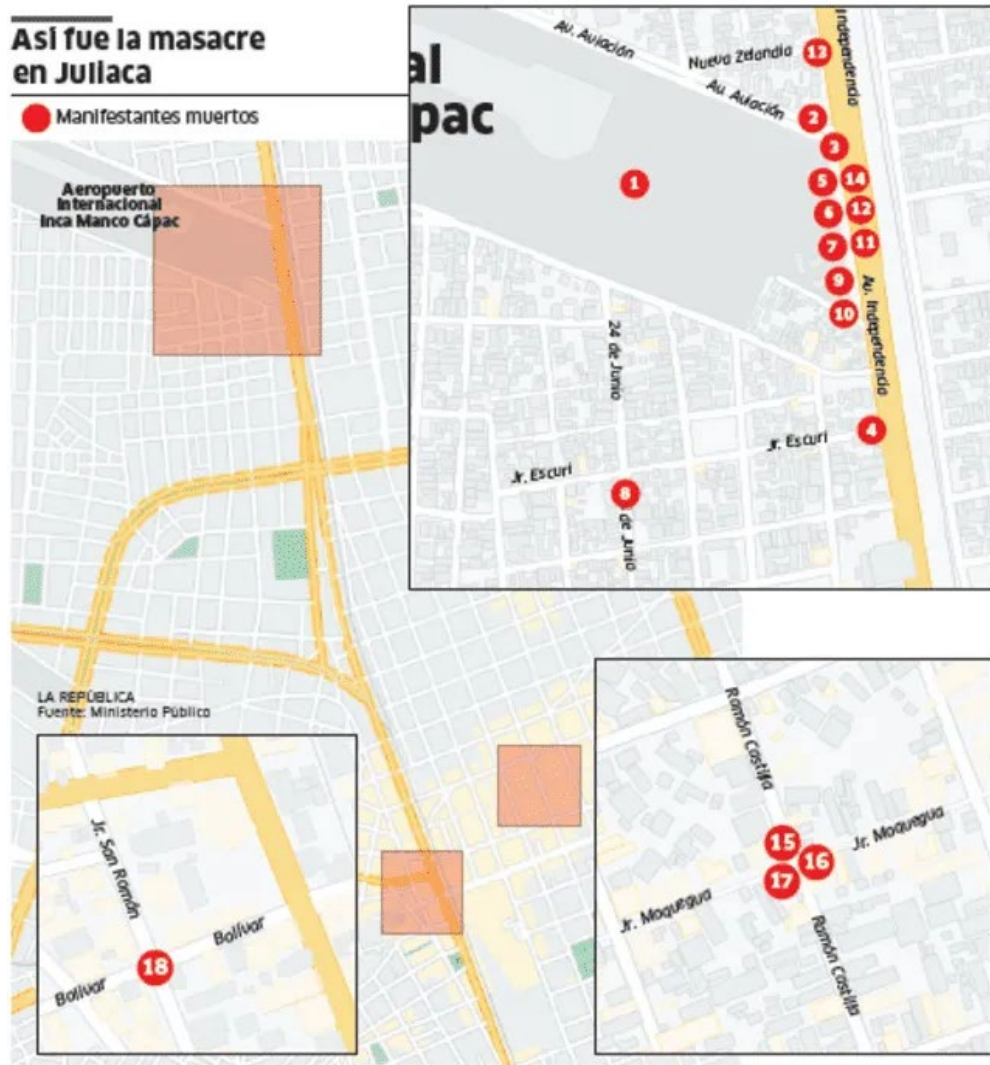 Así fue la masacre
en Juliaca
Manifestantes muertos
Aeropuerto
Internacional
Inca Manco Cápac
al
pac
Av. Aviación
Nueva Zelandia
Independencia
Av. Aviación
13
2
3
1
5
14
6
12
7
11
9
10
Av. Independencia
24 de Junio
4
Jr. Escuri
Jr. Escuri
8
de Junio
LA REPÚBLICA
Fuente: Ministerio Público
Jr. San Román
Bolívar
18
Bolívar
Ramón Castilla
15
16
17
Jr. Moquegua
Jr. Moquegua
Ramón Castilla